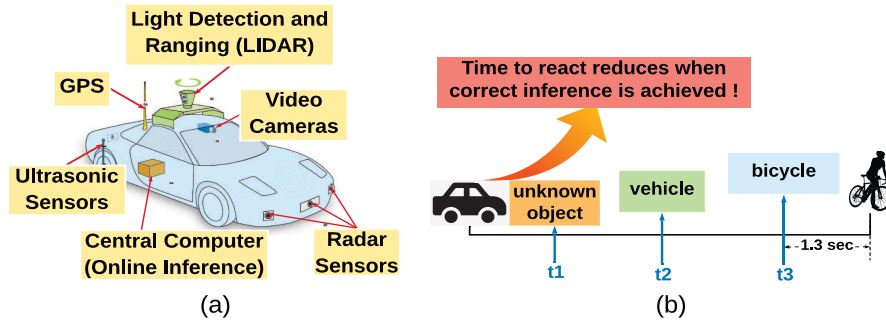 Light Detection and
Ranging (LIDAR)
GPS
Video
Cameras
Ultrasonic
Sensors
Central Computer
(Online Inference)
Radar
Sensors
(a)
Time to react reduces when
correct inference is achieved !
unknown
object
vehicle
bicycle
1.3 sec
t1
t2
t3
(b)